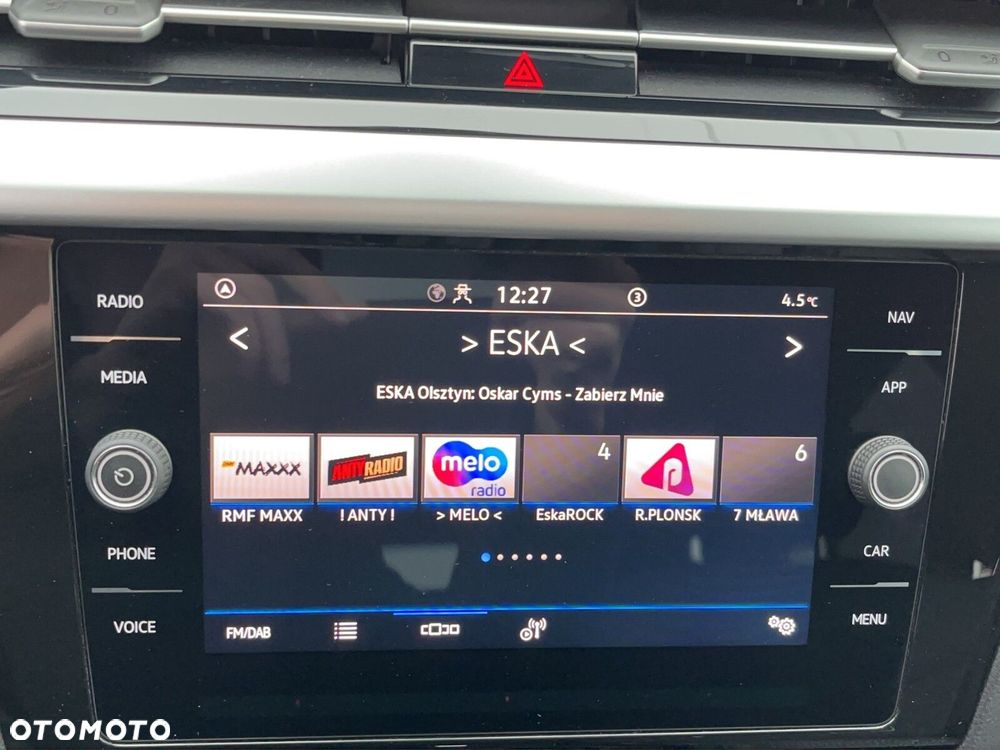 12:27
3
4.5°C
RADIO
MEDIA
PHONE
VOICE
NAV
APP
CAR
MENU
< > ESKA < >
ESKA Olsztyn: Oskar Cyms - Zabierz Mnie
MAXXX
ANTYRADIO
melo
radio
4
6
RMF MAXX
! ANTY !
> MELO <
EskaROCK
R.PLONSK
7 MŁAWA
FM/DAB
OTOMOTO